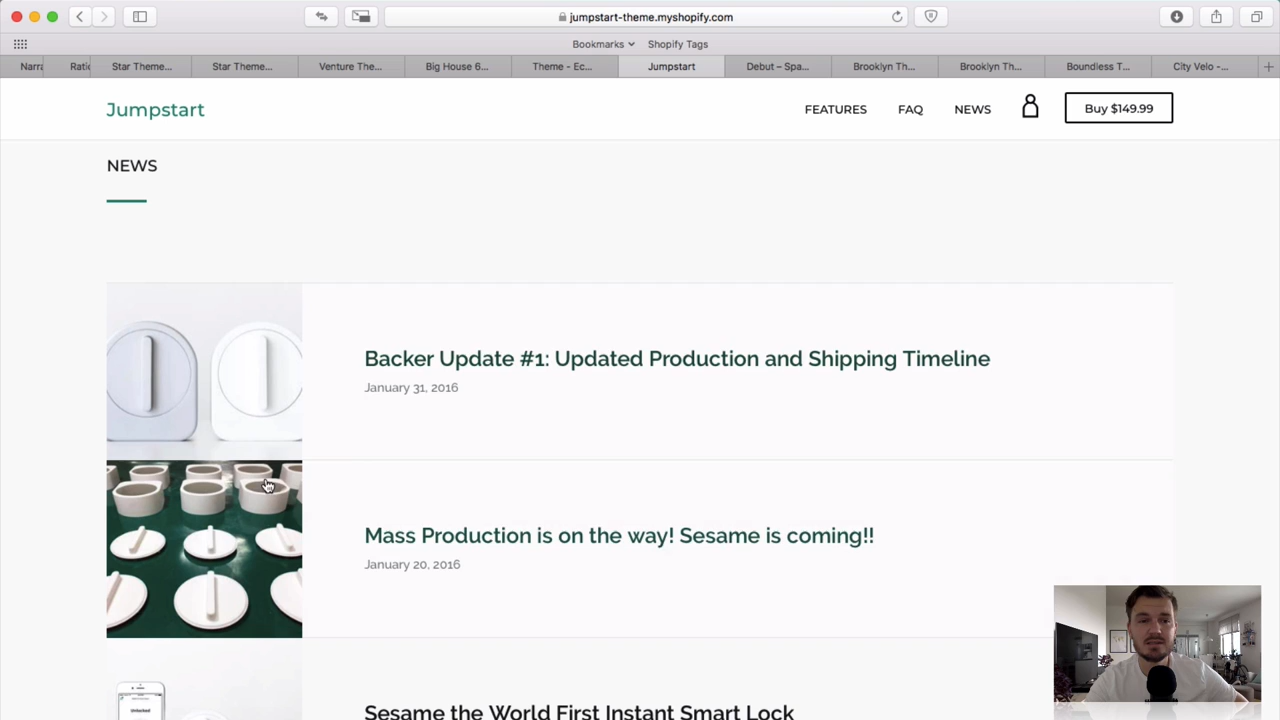 jumpstart-theme.myshopify.com
Bookmarks
Shopify Tags
Narra
Ratio
Star Theme...
Star Theme...
Venture The...
Big House 6...
Theme - Ec...
Jumpstart
Debut – Spa...
Brooklyn Th...
Brooklyn Th...
Boundless T...
City Velo -...
Jumpstart
FEATURES
FAQ
NEWS
Buy $149.99
NEWS
Backer Update #1: Updated Production and Shipping Timeline
January 31, 2016
Mass Production is on the way! Sesame is coming!!
January 20, 2016
Unlocked
Sesame the World First Instant Smart Lock